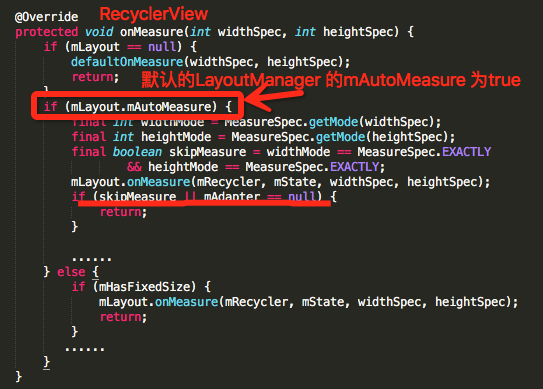 @Override RecyclerView
protected void onMeasure(int widthSpec, int heightSpec) {
if (mLayout == null) {
defaultOnMeasure(widthSpec, heightSpec);
return; 默认的LayoutManager 的mAutoMeasure 为true
}
if (mLayout.mAutoMeasure) {
final int widthMode = MeasureSpec.getMode(widthSpec);
final int heightMode = MeasureSpec.getMode(heightSpec);
final boolean skipMeasure = widthMode == MeasureSpec.EXACTLY
&& heightMode == MeasureSpec.EXACTLY;
mLayout.onMeasure(mRecycler, mState, widthSpec, heightSpec);
if (skipMeasure || mAdapter == null) {
return;
}
......
} else {
if (mHasFixedSize) {
mLayout.onMeasure(mRecycler, mState, widthSpec, heightSpec);
return;
}
......
}
}